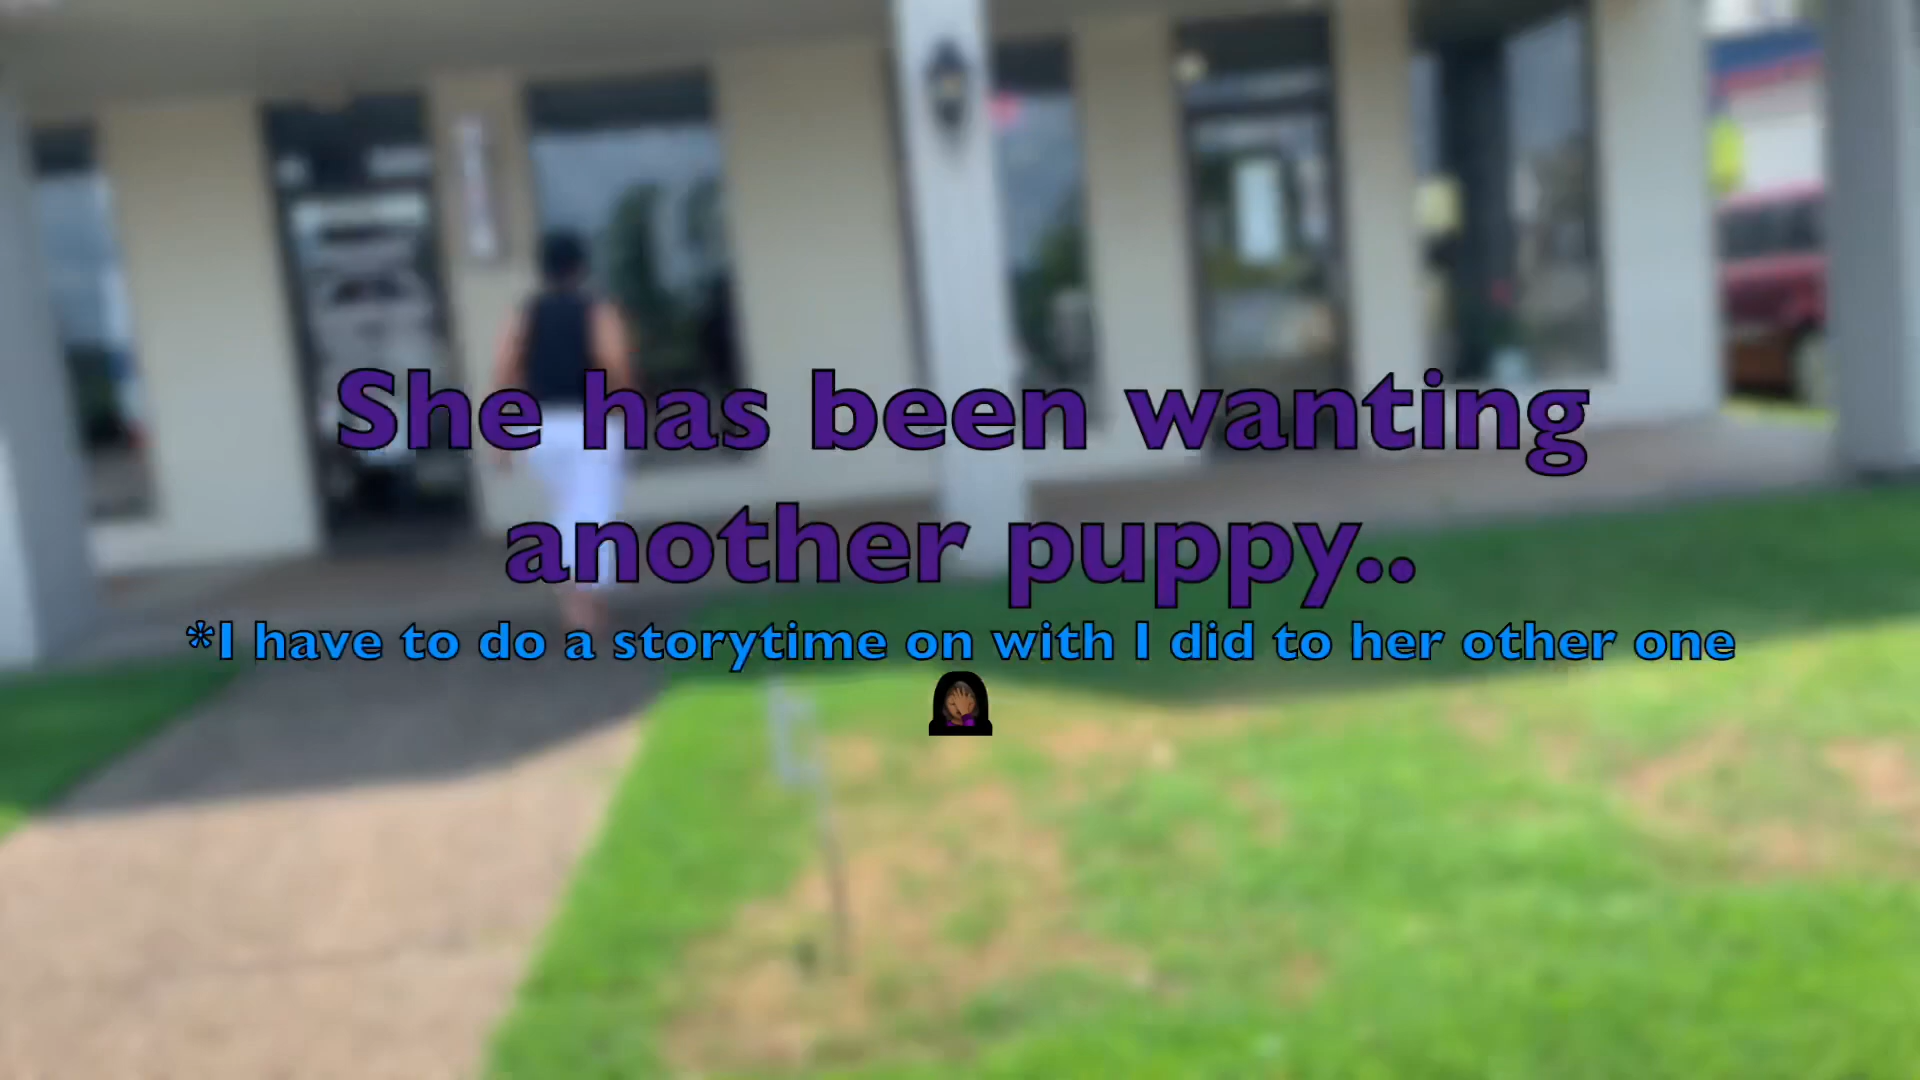 She has been wanting
another puppy..
*I have to do a storytime on with I did to her other one
🤦🏾‍♀️